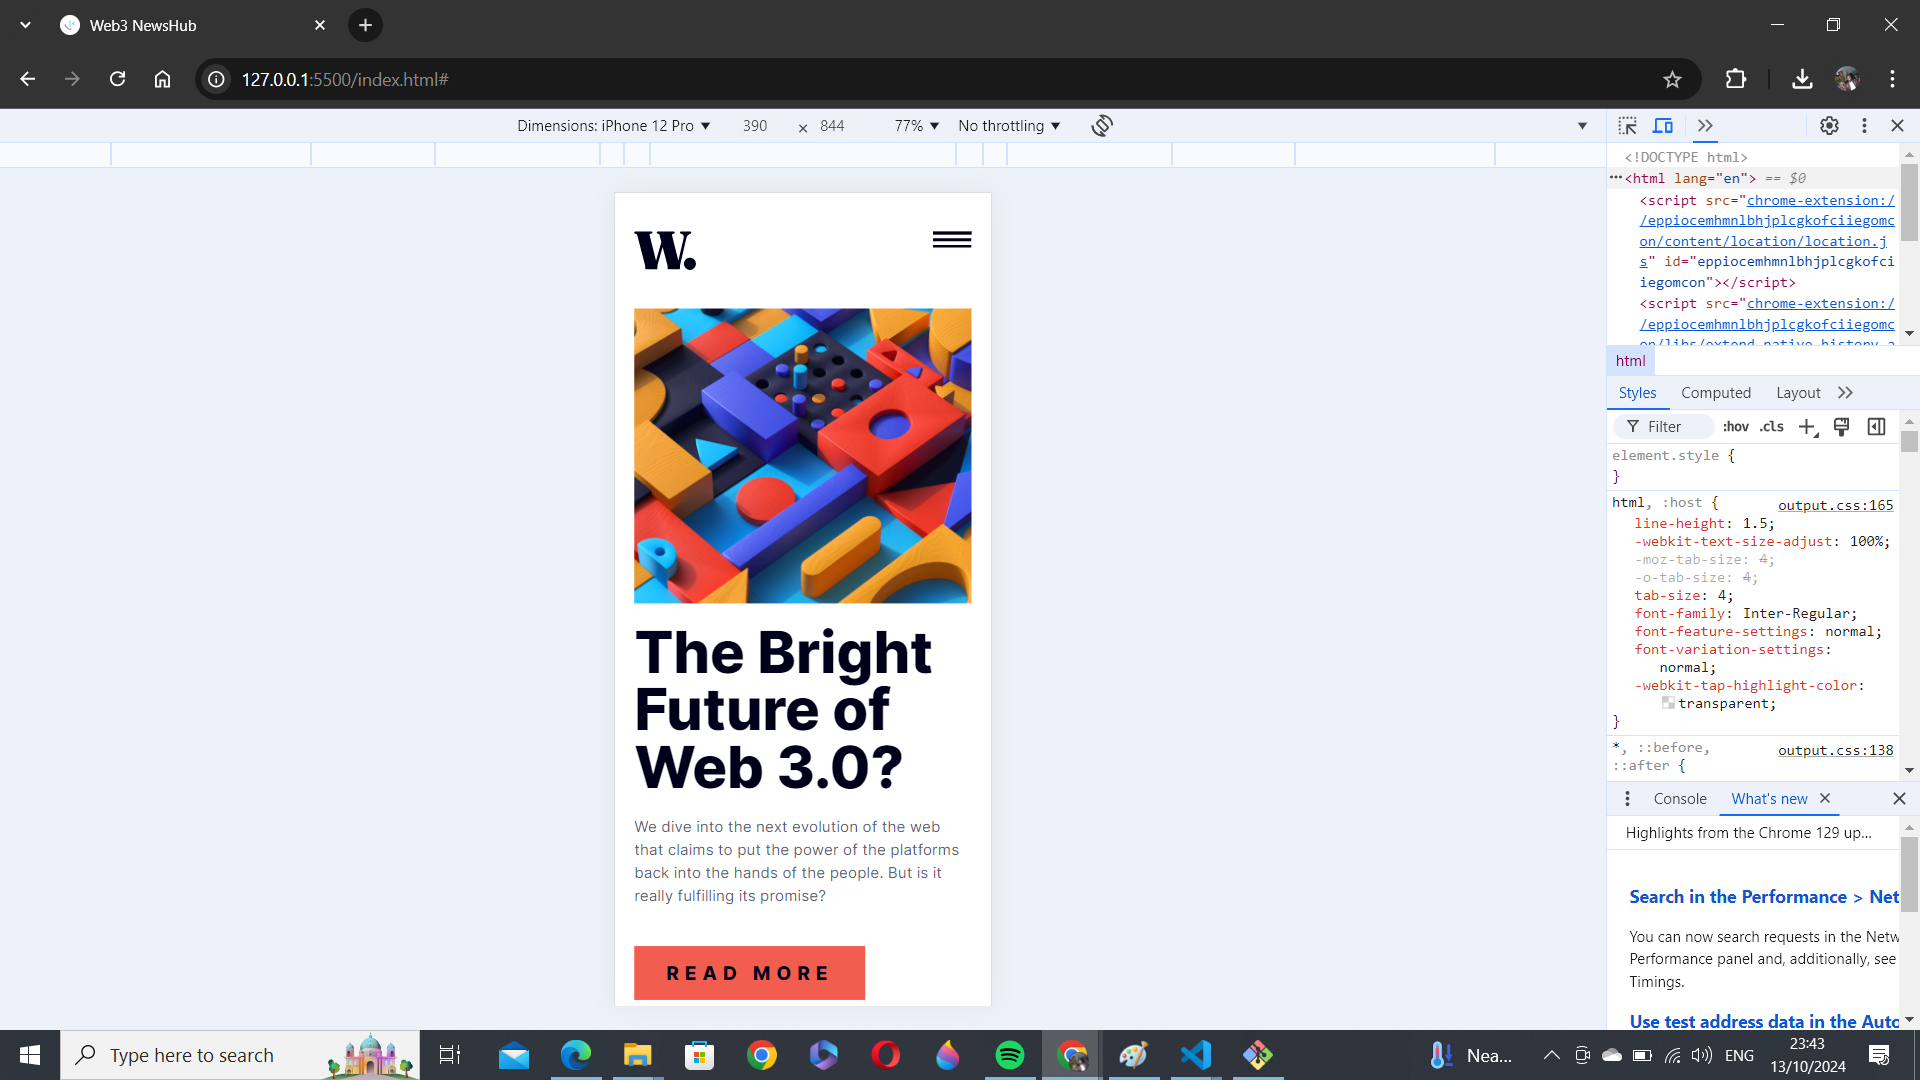 Web3 NewsHub
127.0.0.1:5500/index.html#
Dimensions: iPhone 12 Pro 390 × 844 77% No throttling
W.
The Bright
Future of
Web 3.0?
We dive into the next evolution of the web
that claims to put the power of the platforms
back into the hands of the people. But is it
really fulfilling its promise?
READ MORE
<!DOCTYPE html>
<html lang="en"> == $0
<script src="chrome-extension:/
/eppiocemhmnlbhjplcgkofciiegomc
on/content/location/location.j
s" id="eppiocemhmnlbhjplcgkofci
iegomcon"></script>
<script src="chrome-extension:/
/eppiocemhmnlbhjplcgkofciiegomc
on/libs/extend-native-history-a
html
Styles Computed Layout
Filter :hov .cls
element.style {
}
html, :host { output.css:165
line-height: 1.5;
-webkit-text-size-adjust: 100%;
-moz-tab-size: 4;
-o-tab-size: 4;
tab-size: 4;
font-family: Inter-Regular;
font-feature-settings: normal;
font-variation-settings:
normal;
-webkit-tap-highlight-color:
transparent;
}
*, ::before, output.css:138
::after {
Console What's new
Highlights from the Chrome 129 up...
Search in the Performance > Net
You can now search requests in the Netw
Performance panel and, additionally, see
Timings.
Use test address data in the Auto
Type here to search
Nea...
ENG
23:43
13/10/2024